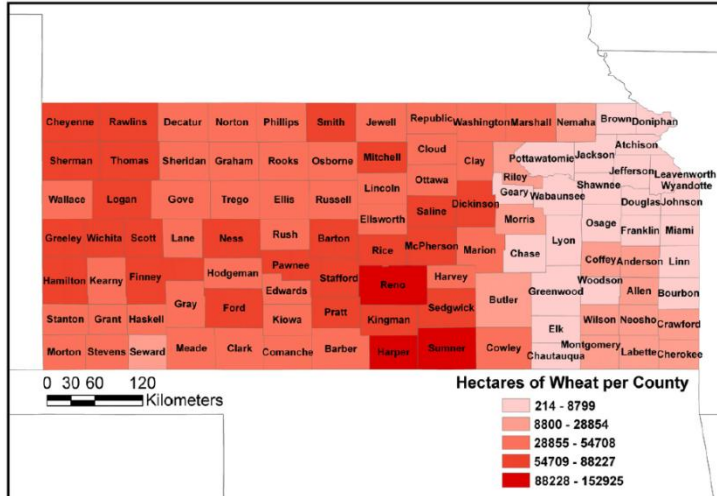 Cheyenne Rawlins Decatur Norton Phillips Smith Jewell Republic Washington Marshall Nemaha Brown Doniphan
Atchison
Sherman Thomas Sheridan Graham Rooks Osborne Mitchell Cloud Clay Pottawatomie Jackson
Jefferson Leavenworth
Riley
Wallace Logan Gove Trego Ellis Russell Lincoln Ottawa Geary Wabaunsee Shawnee Wyandotte
Dickinson
Douglas Johnson
Saline
Ellsworth Morris Osage
Franklin Miami
Greeley Wichita Scott Lane Ness Rush Barton Rice McPherson Marion Lyon
Chase Coffey Anderson Linn
Hamilton Kearny Finney Hodgeman Pawnee Stafford Reno Harvey
Woodson
Edwards Butler Greenwood Allen Bourbon
Gray Ford Sedgwick
Stanton Grant Haskell Kiowa Pratt Kingman Wilson Neosho Crawford
Elk
Morton Stevens Seward Meade Clark Comanche Barber Harper Sumner Cowley Chautauqua Montgomery Labette Cherokee
0 30 60 120
Kilometers
Hectares of Wheat per County
214 - 8799
8800 - 28854
28855 - 54708
54709 - 88227
88228 - 152925